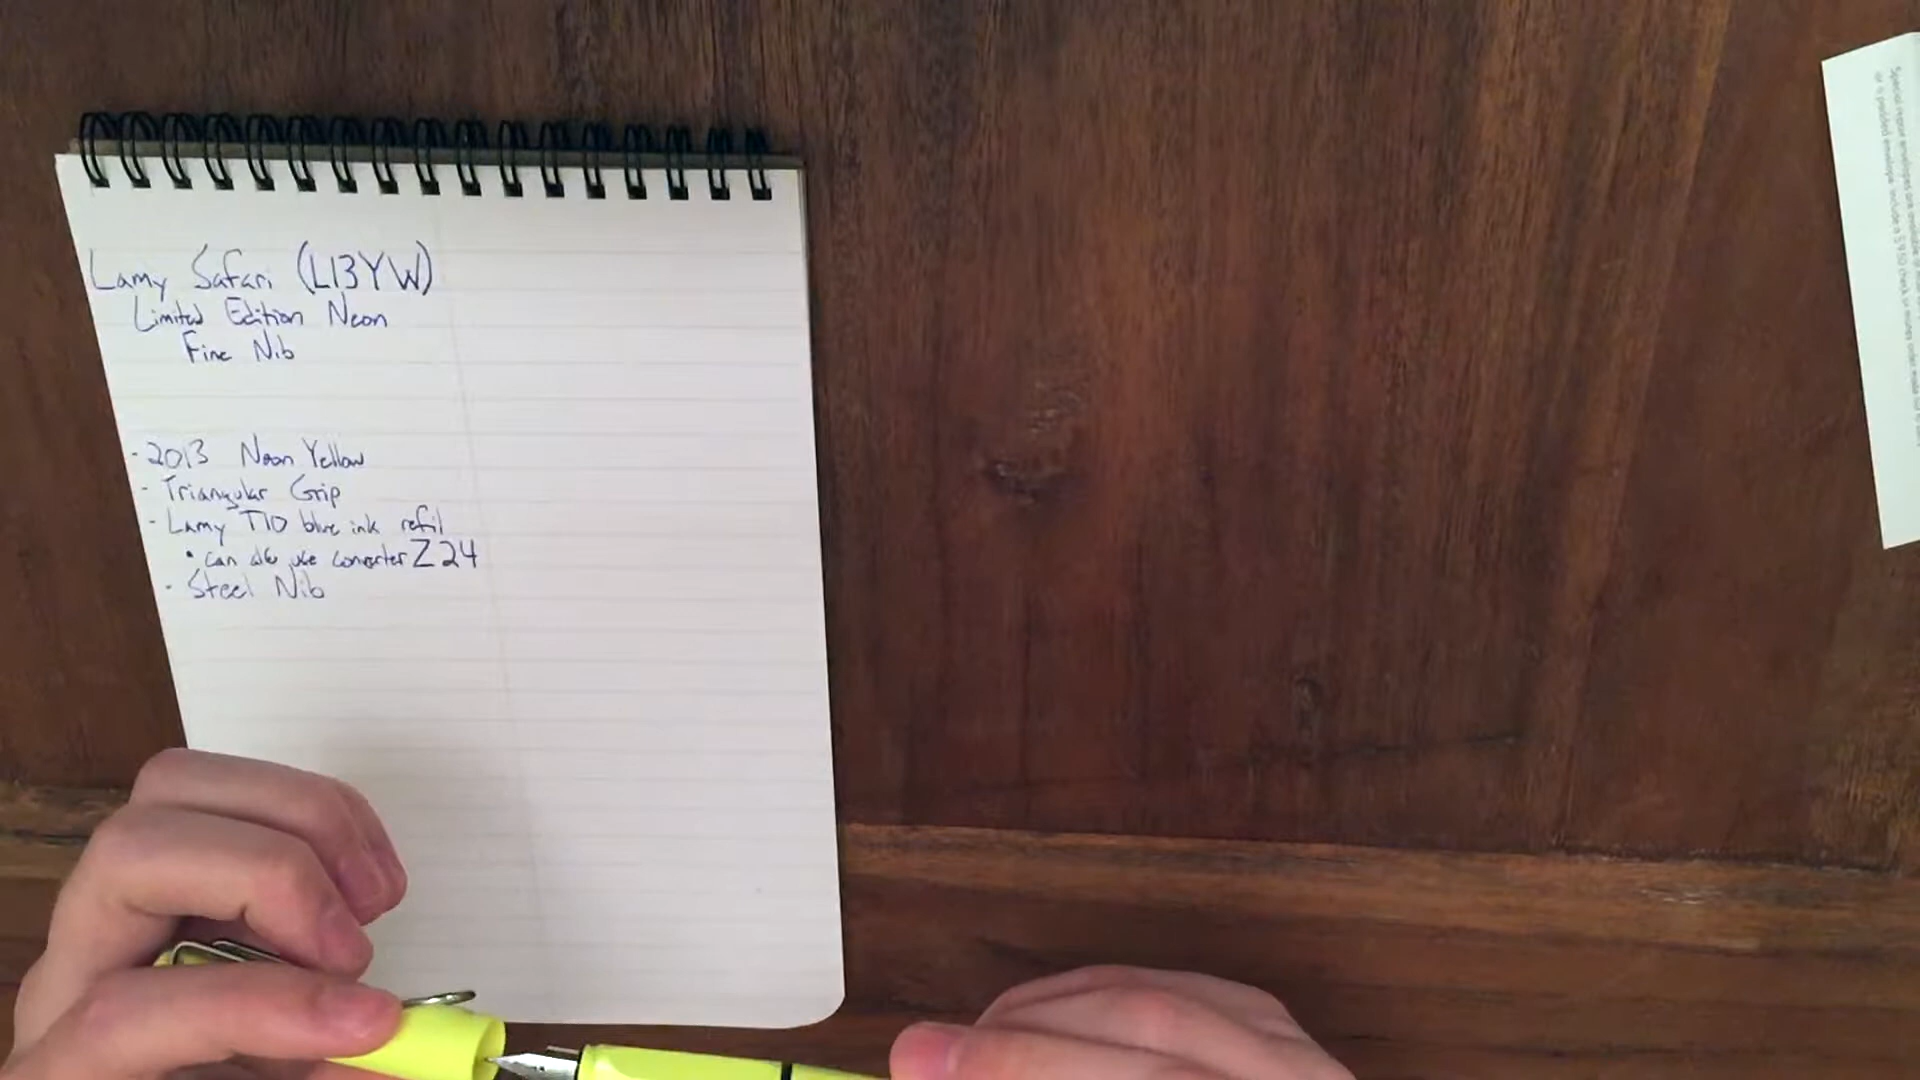 Lamy Safari (L13YW)
Limited Edition Neon
Fine Nib
- 2013 Neon Yellow
- Triangular Grip
- Lamy T10 blue ink refil
• can also use converter Z24
- Steel Nib